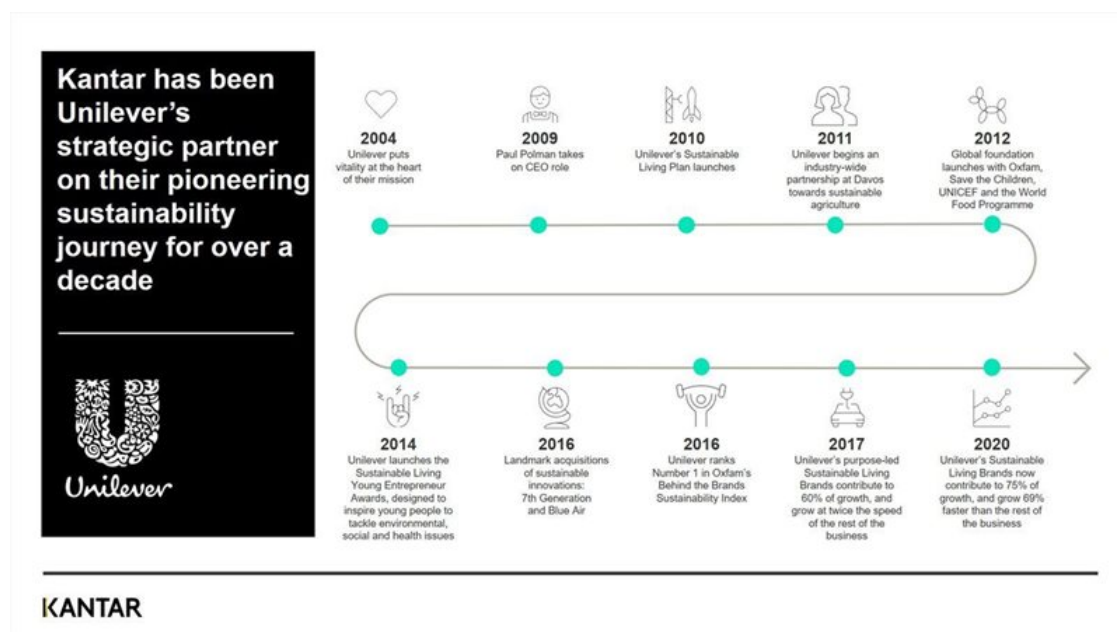 Kantar has been
Unilever's
strategic partner
on their pioneering
sustainability
journey for over a
decade
Unilever
2004
Unilever puts
vitality at the heart
of their mission
2009
Paul Polman takes
on CEO role
2010
Unilever's Sustainable
Living Plan launches
2011
Unilever begins an
industry-wide
partnership at Davos
towards sustainable
agriculture
2012
Global foundation
launches with Oxfam,
Save the Children,
UNICEF and the World
Food Programme
2014
Unilever launches the
Sustainable Living
Young Entrepreneur
Awards, designed to
inspire young people to
tackle environmental,
social and health issues
2016
Landmark acquisitions
of sustainable
innovations:
7th Generation
and Blue Air
2016
Unilever ranks
Number 1 in Oxfam's
Behind the Brands
Sustainability Index
2017
Unilever's purpose-led
Sustainable Living
Brands contribute to
60% of growth, and
grow at twice the speed
of the rest of the
business
2020
Unilever's Sustainable
Living Brands now
contribute to 75% of
growth, and grow 69%
faster than the rest of
the business
KANTAR